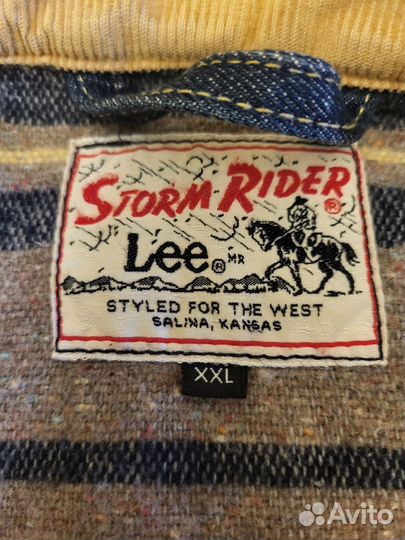 STORM RIDER ®
Lee ® MR
STYLED FOR THE WEST
SALINA, KANSAS
XXL
Avito